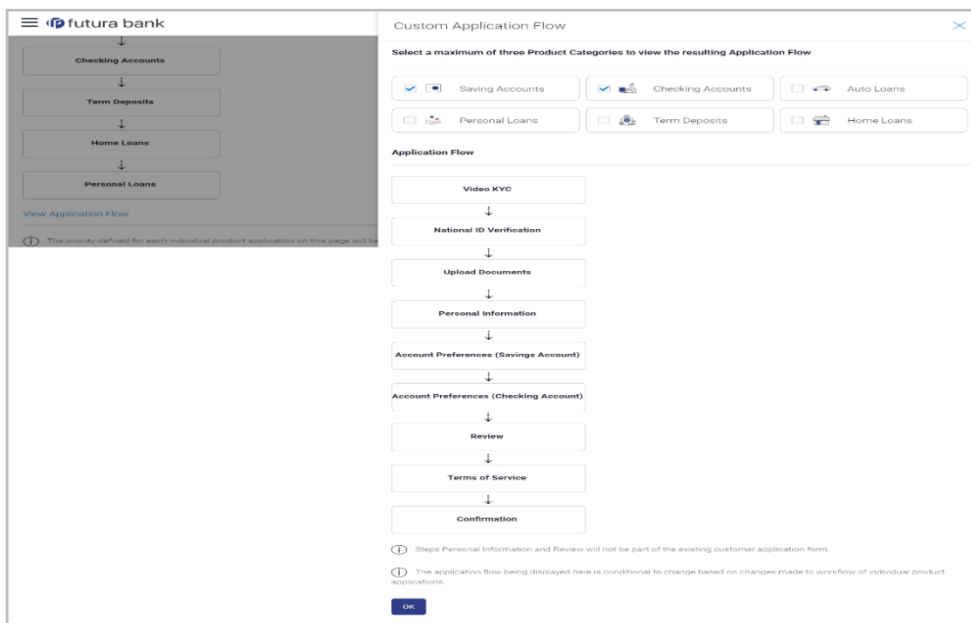 futura bank
Checking Accounts
Term Deposits
Home Loans
Personal Loans
View Application Flow
The priority defined for each individual product application on this page will be
Custom Application Flow
Select a maximum of three Product Categories to view the resulting Application Flow
Saving Accounts
Checking Accounts
Auto Loans
Personal Loans
Term Deposits
Home Loans
Application Flow
Video KYC
National ID Verification
Upload Documents
Personal Information
Account Preferences (Savings Account)
Account Preferences (Checking Account)
Review
Terms of Service
Confirmation
Steps Personal Information and Review will not be part of the existing customer application form.
The application flow being displayed here is conditional to change based on changes made to workflow of individual product
applications.
OK